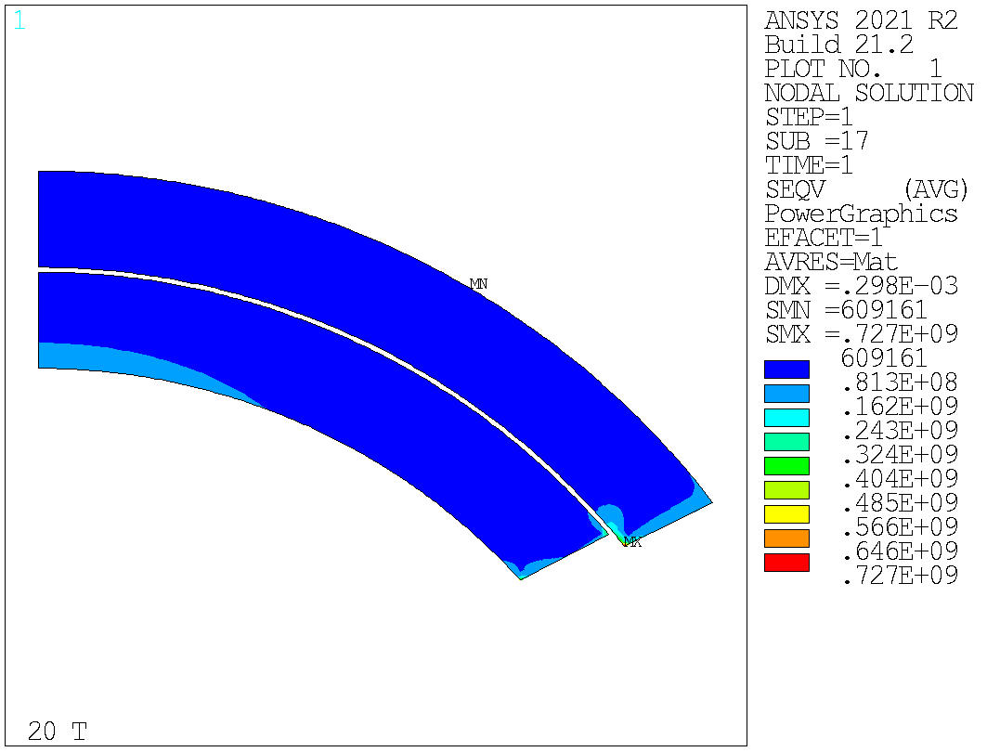 1
ANSYS 2021 R2
Build 21.2
PLOT NO. 1
NODAL SOLUTION
STEP=1
SUB =17
TIME=1
SEQV (AVG)
PowerGraphics
EFACET=1
AVRES=Mat
DMX =.298E-03
SMN =609161
SMX =.727E+09
609161
.813E+08
.162E+09
.243E+09
.324E+09
.404E+09
.485E+09
.566E+09
.646E+09
.727E+09
MN
MX
20 T